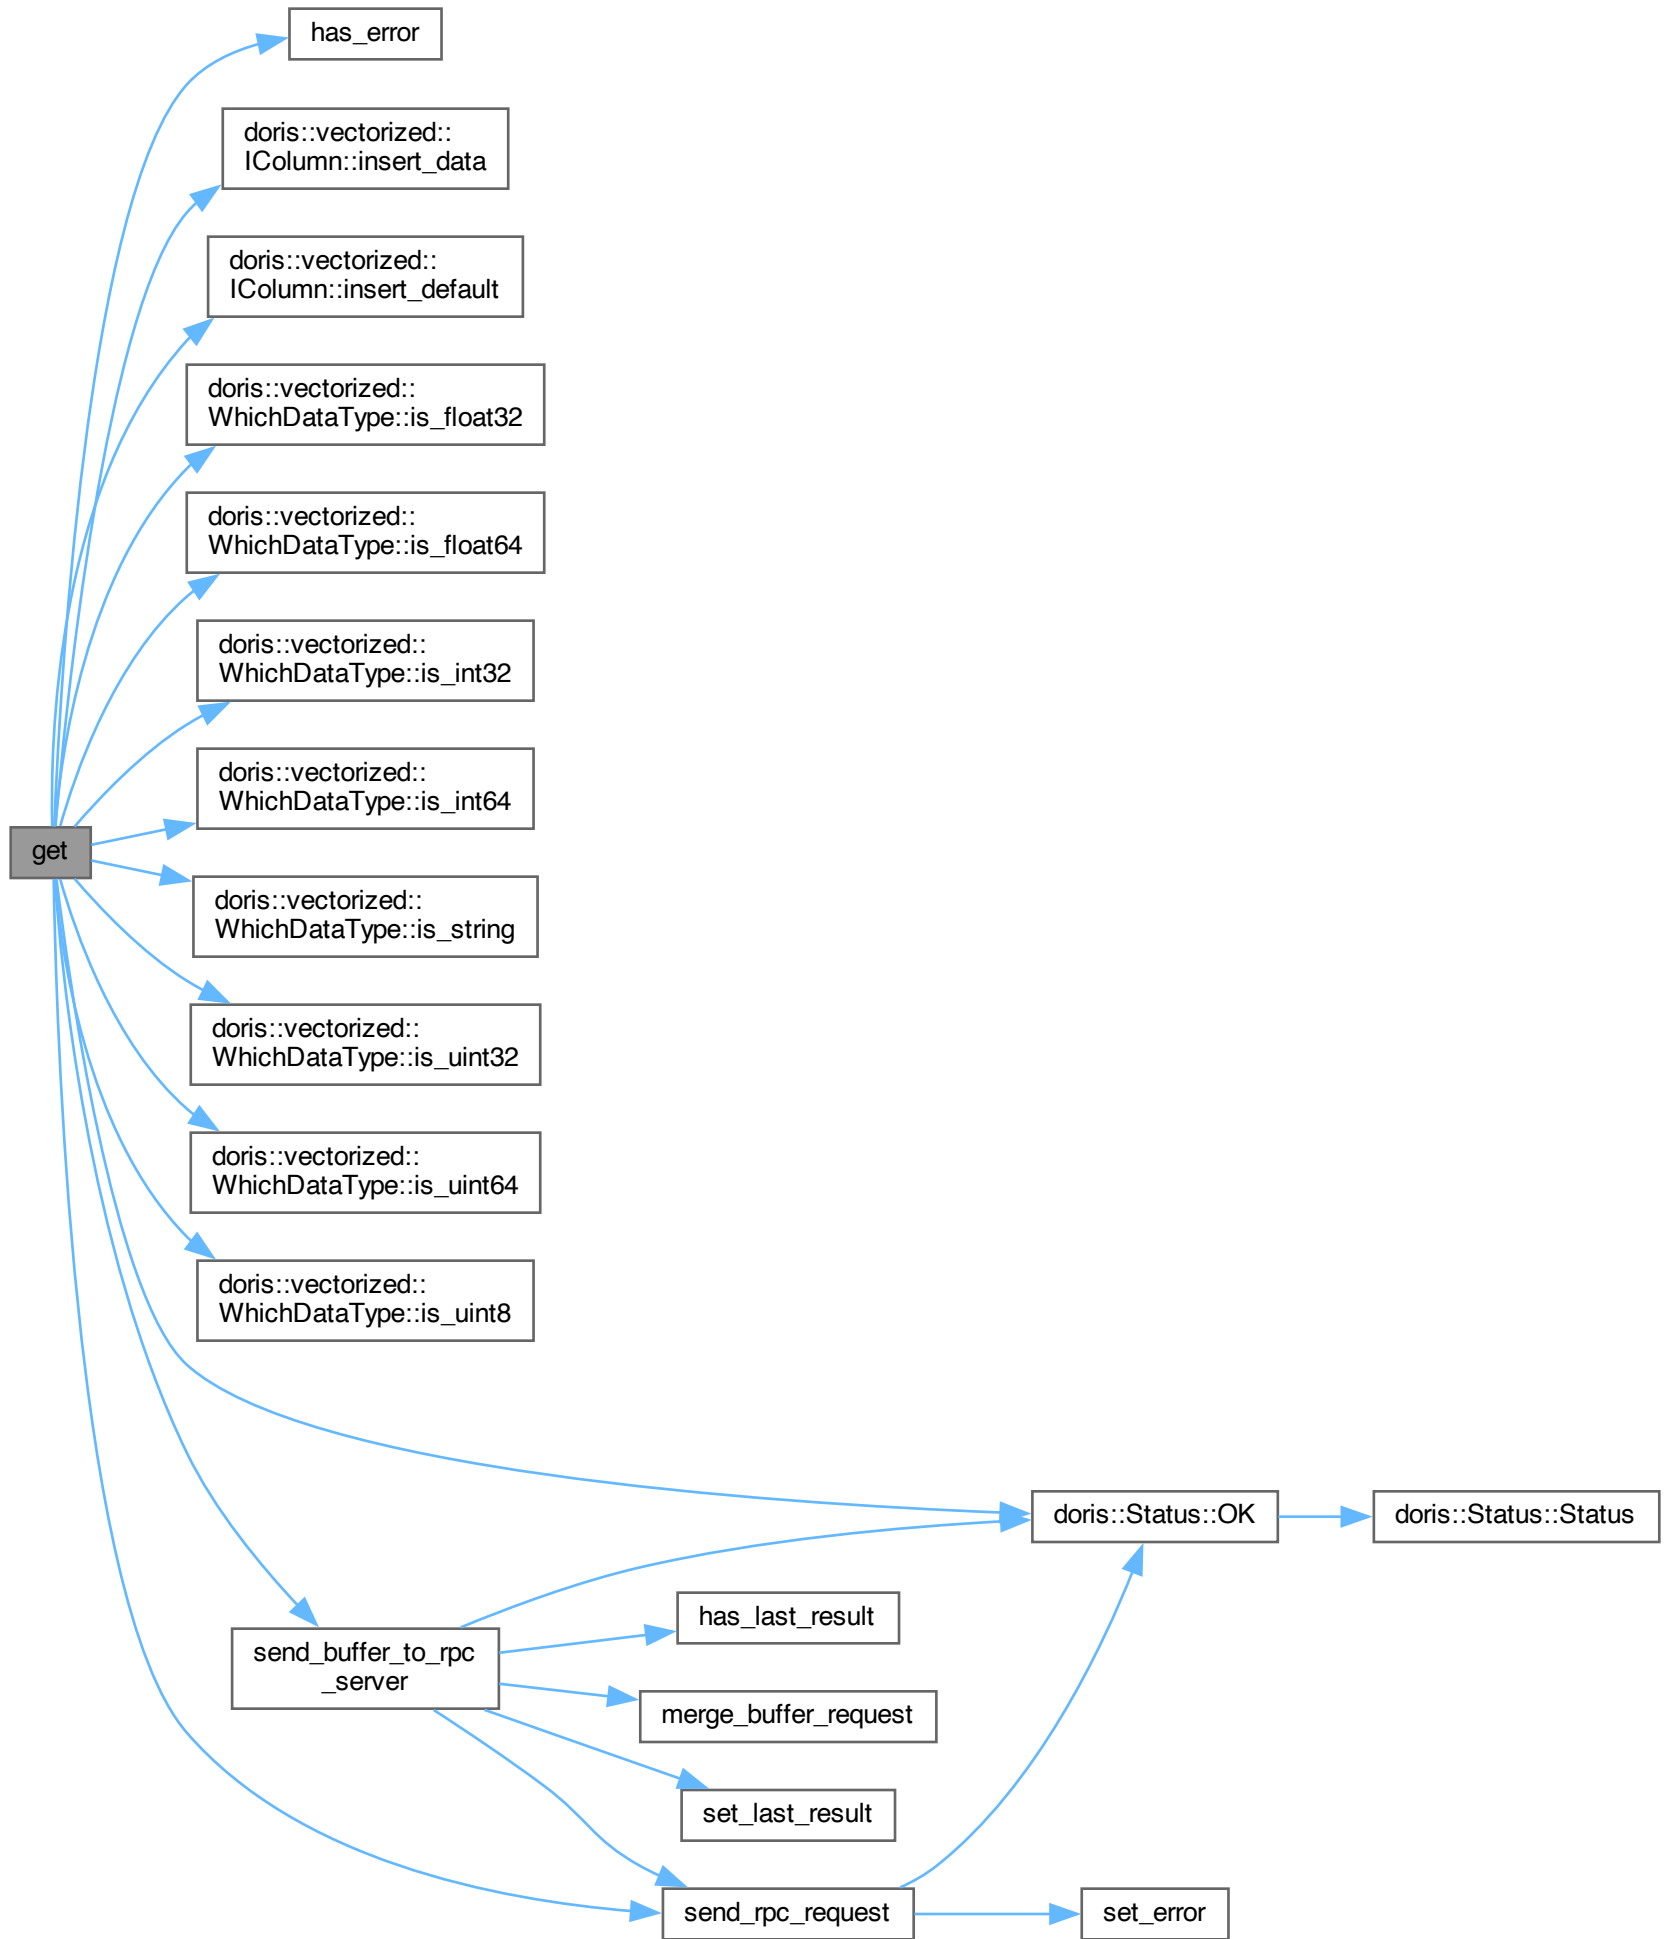 has_error
doris::vectorized::
IColumn::insert_data
doris::vectorized::
IColumn::insert_default
doris::vectorized::
WhichDataType::is_float32
doris::vectorized::
WhichDataType::is_float64
doris::vectorized::
WhichDataType::is_int32
doris::vectorized::
WhichDataType::is_int64
get
doris::vectorized::
WhichDataType::is_string
doris::vectorized::
WhichDataType::is_uint32
doris::vectorized::
WhichDataType::is_uint64
doris::vectorized::
WhichDataType::is_uint8
doris::Status::OK
doris::Status::Status
has_last_result
send_buffer_to_rpc
_server
merge_buffer_request
set_last_result
send_rpc_request
set_error